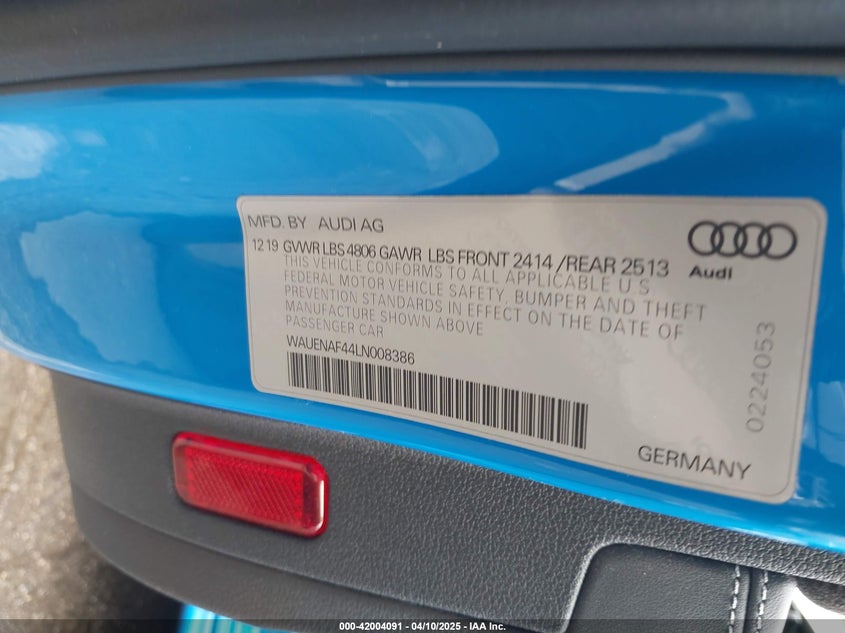 MFD. BY AUDI AG
12 19 GVWR LBS 4806 GAWR LBS FRONT 2414 /REAR 2513
THIS VEHICLE CONFORMS TO ALL APPLICABLE U S
FEDERAL MOTOR VEHICLE SAFETY, BUMPER AND THEFT
PREVENTION STANDARDS IN EFFECT ON THE DATE OF
MANUFACTURE SHOWN ABOVE
PASSENGER CAR
WAUENAF44LN008386
Audi
0224053
GERMANY
000-42004091 - 04/10/2025 - IAA Inc.